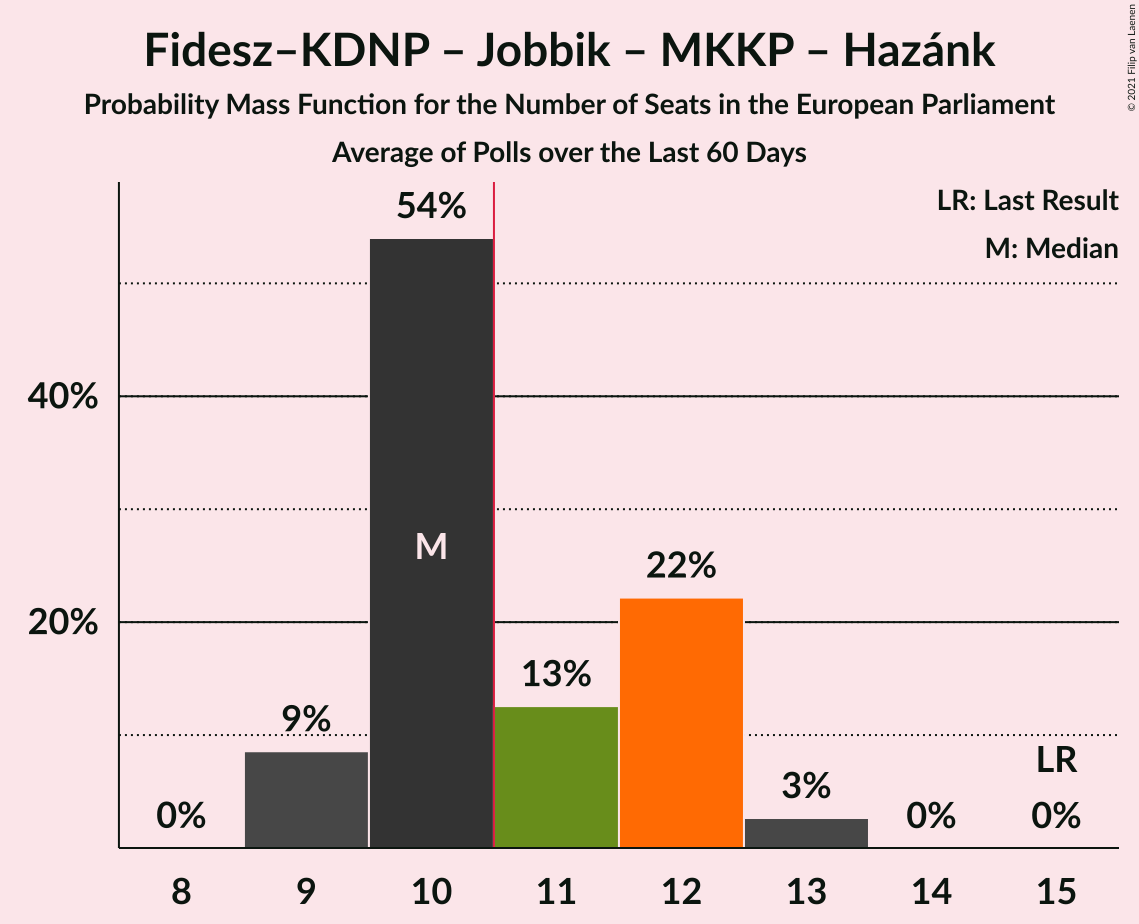 Fidesz–KDNP – Jobbik – MKKP – Hazánk
Probability Mass Function for the Number of Seats in the European Parliament
Average of Polls over the Last 60 Days
© 2021 Filip van Laenen
LR: Last Result
M: Median
54%
40%
M
22%
20%
13%
9%
LR
3%
0%
0%
0%
8 9 10 11 12 13 14 15